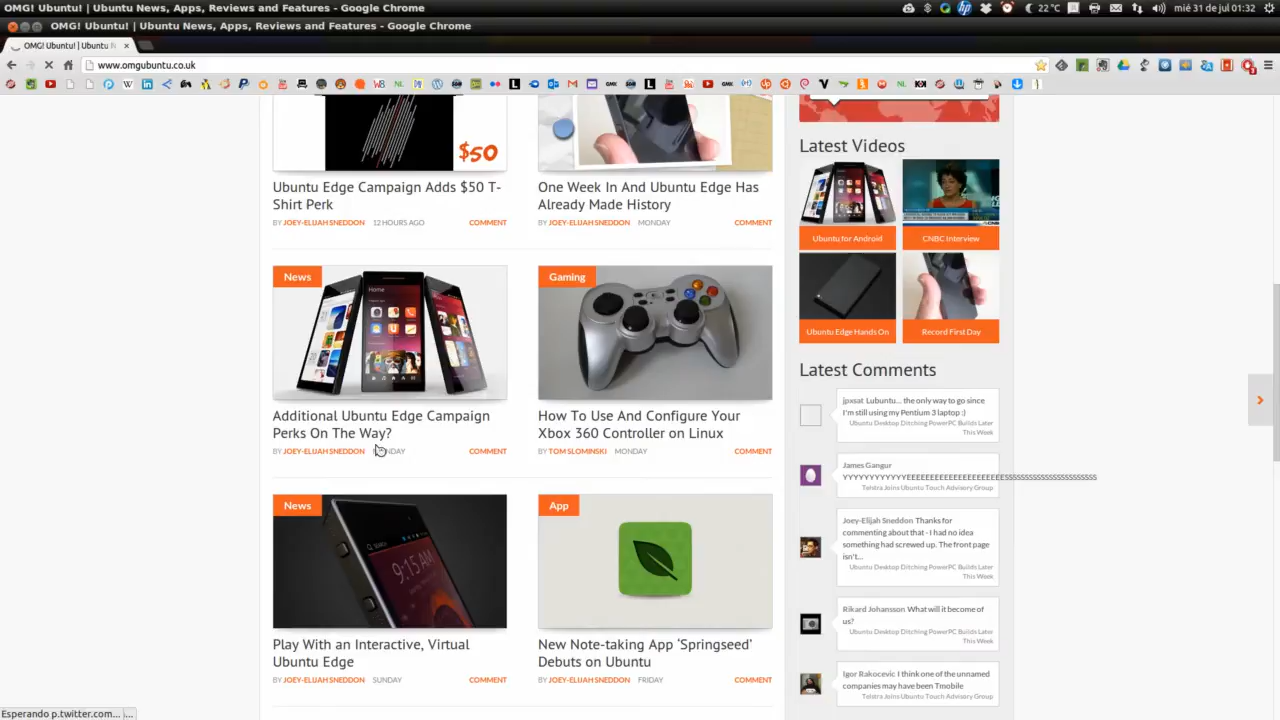 OMG! Ubuntu! | Ubuntu News, Apps, Reviews and Features - Google Chrome
22°C
mié 31 de jul 01:32
OMG! Ubuntu! | Ubuntu News, Apps, Reviews and Features - Google Chrome
OMG! Ubuntu! | Ubuntu
www.omgubuntu.co.uk
$50
Ubuntu Edge Campaign Adds $50 T-
Shirt Perk
BY JOEY-ELIJAH SNEDDON 12 HOURS AGO COMMENT
One Week In And Ubuntu Edge Has
Already Made History
BY JOEY-ELIJAH SNEDDON MONDAY COMMENT
News
Additional Ubuntu Edge Campaign
Perks On The Way?
BY JOEY-ELIJAH SNEDDON MONDAY COMMENT
Gaming
How To Use And Configure Your
Xbox 360 Controller on Linux
BY TOM SLOMINSKI MONDAY COMMENT
News
9:15AM
Play With an Interactive, Virtual
Ubuntu Edge
BY JOEY-ELIJAH SNEDDON SUNDAY COMMENT
App
New Note-taking App ‘Springseed’
Debuts on Ubuntu
BY JOEY-ELIJAH SNEDDON FRIDAY COMMENT
Latest Videos
Ubuntu for Android
CNBC Interview
Ubuntu Edge Hands On
Record First Day
Latest Comments
jpxsat Lubuntu... the only way to go since
I'm still using my Pentium 3 laptop :)
Ubuntu Desktop Ditching PowerPC Builds Later
This Week
James Gangur
YYYYYYYYYYYYEEEEEEEEEEEEEEEEEEEEESSSSSSSSSSSSSSSSSSSSSS
Telstra Joins Ubuntu Touch Advisory Group
Joey-Elijah Sneddon Thanks for
commenting about that - I had no idea
something had screwed up. The front page
isn't...
Ubuntu Desktop Ditching PowerPC Builds Later
This Week
Rikard Johansson What will it become of
us?
Ubuntu Desktop Ditching PowerPC Builds Later
This Week
Igor Rakocevic I think one of the unnamed
companies may have been Tmobile
Telstra Joins Ubuntu Touch Advisory Group
Esperando p.twitter.com...